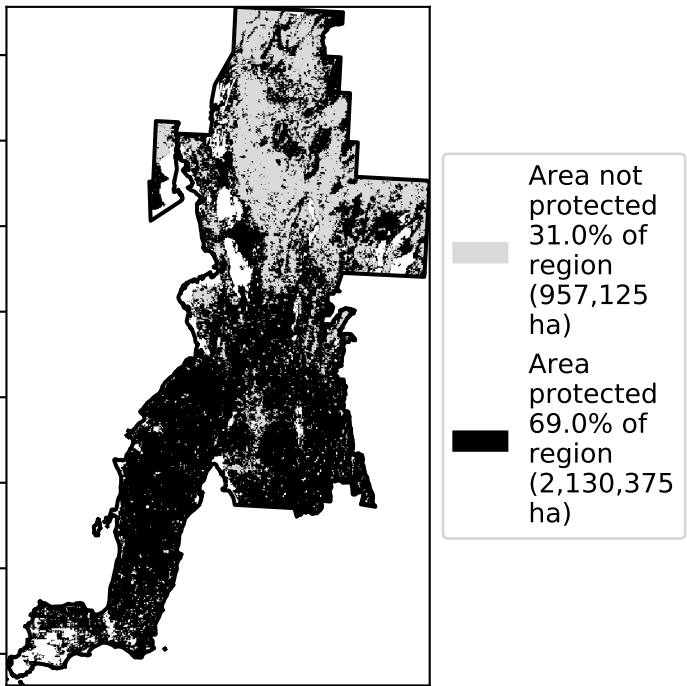 Area not
protected
31.0% of
region
(957,125
ha)
Area
protected
69.0% of
region
(2,130,375
ha)